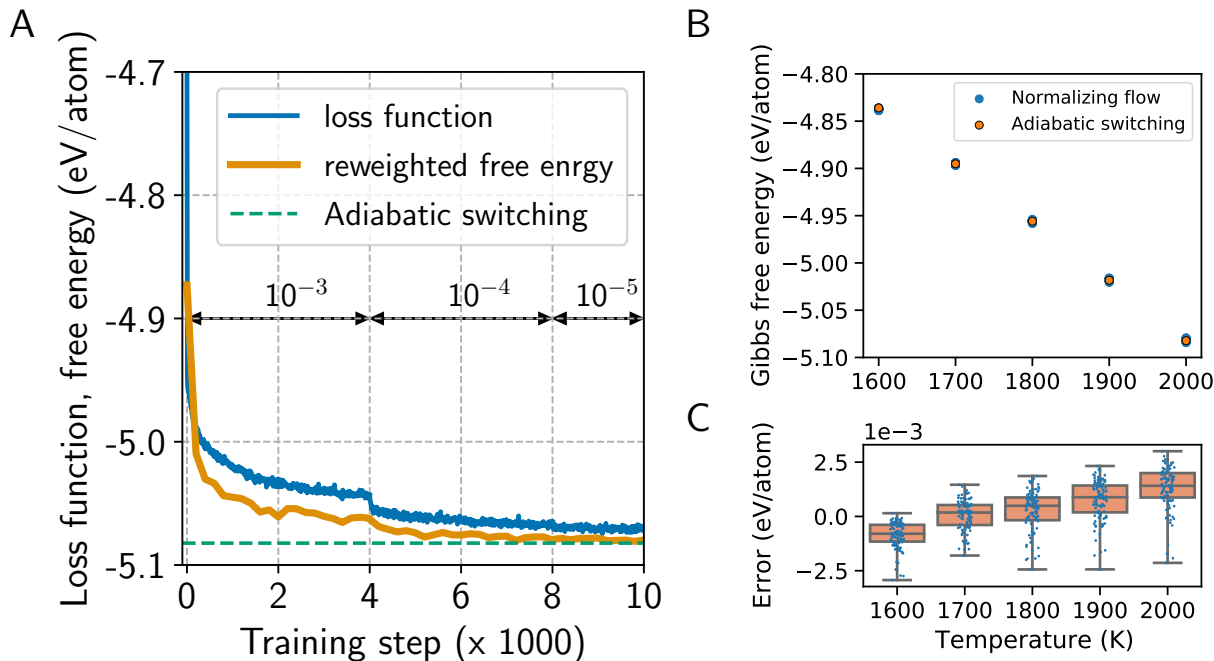 A
Loss function, free energy (eV/atom)
-4.7
-4.8
-4.9
-5.0
-5.1
loss function
reweighted free enrgy
Adiabatic switching
10⁻³
10⁻⁴
10⁻⁵
0 2 4 6 8 10
Training step (x 1000)
B
Gibbs free energy (eV/atom)
−4.80
−4.85
−4.90
−4.95
−5.00
−5.05
−5.10
Normalizing flow
Adiabatic switching
1600 1700 1800 1900 2000
C
1e−3
Error (eV/atom)
2.5
0.0
−2.5
1600 1700 1800 1900 2000
Temperature (K)